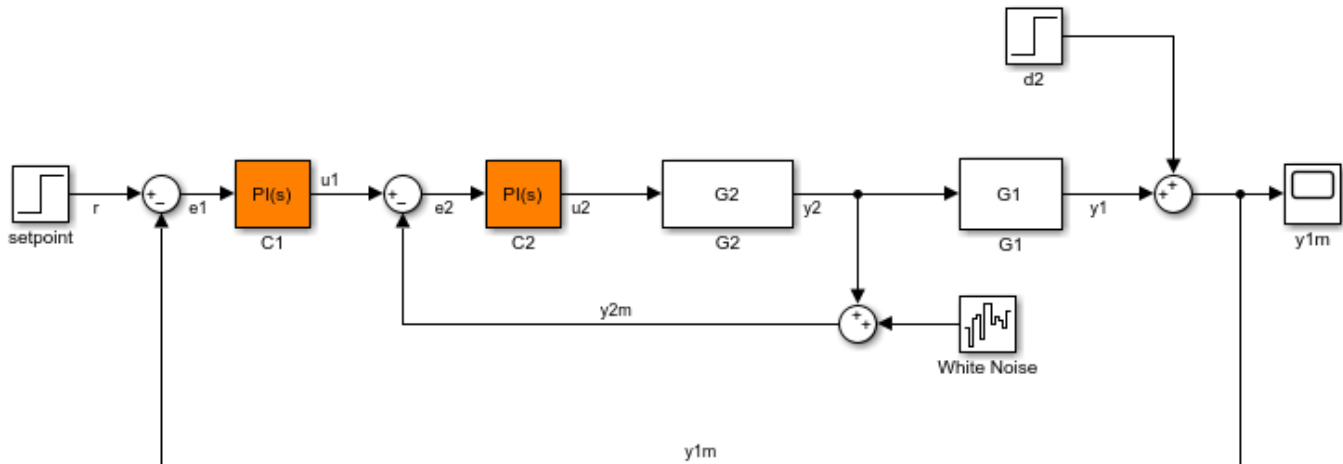 d2
PI(s)
u1
PI(s)
G2
G1
r
e1
e2
u2
y2
y1
setpoint
C1
C2
G2
G1
y1m
y2m
White Noise
y1m